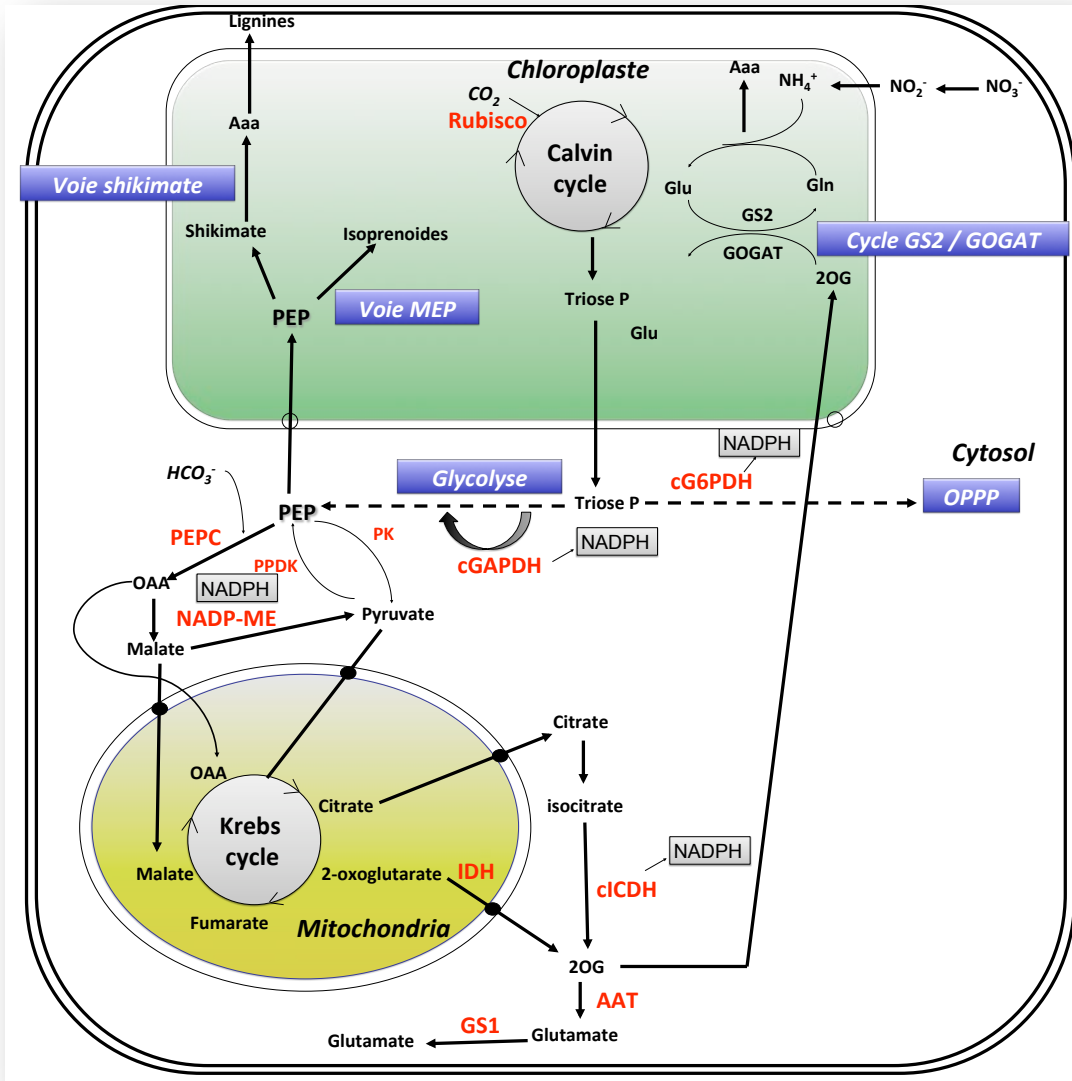 Lignines
Chloroplaste
Aaa
NH4+
NO2-
NO3-
CO2
Rubisco
Aaa
Calvin
cycle
Voie shikimate
Glu
Gln
Shikimate
Isoprenoides
GS2
Cycle GS2 / GOGAT
GOGAT
2OG
PEP
Voie MEP
Triose P
Glu
NADPH
Cytosol
HCO3-
Glycolyse
cG6PDH
OPPP
PEP
Triose P
PEPC
PK
NADPH
cGAPDH
PPDK
OAA
NADPH
NADP-ME
Pyruvate
Malate
Citrate
OAA
Citrate
isocitrate
Krebs
cycle
NADPH
Malate
2-oxoglutarate
IDH
cICDH
Fumarate
Mitochondria
2OG
AAT
GS1
Glutamate
Glutamate